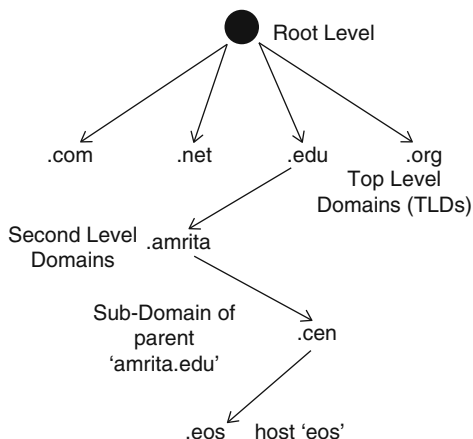 Root Level
.com .net .edu .org
Top Level
Domains (TLDs)
Second Level
Domains
.amrita
Sub-Domain of
parent
‘amrita.edu’
.cen
.eos host ‘eos’